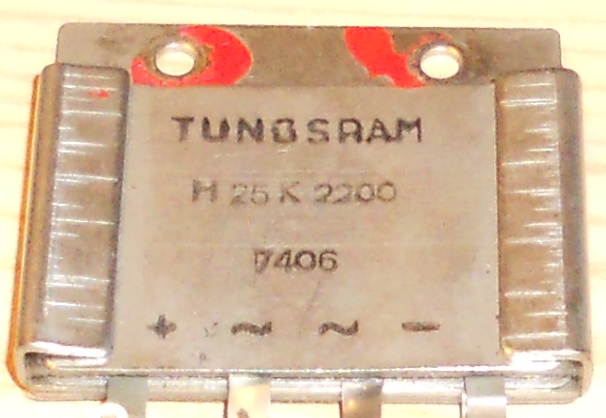 TUNGSRAM
H 25 K 2200
7406
+ ~ ~ -